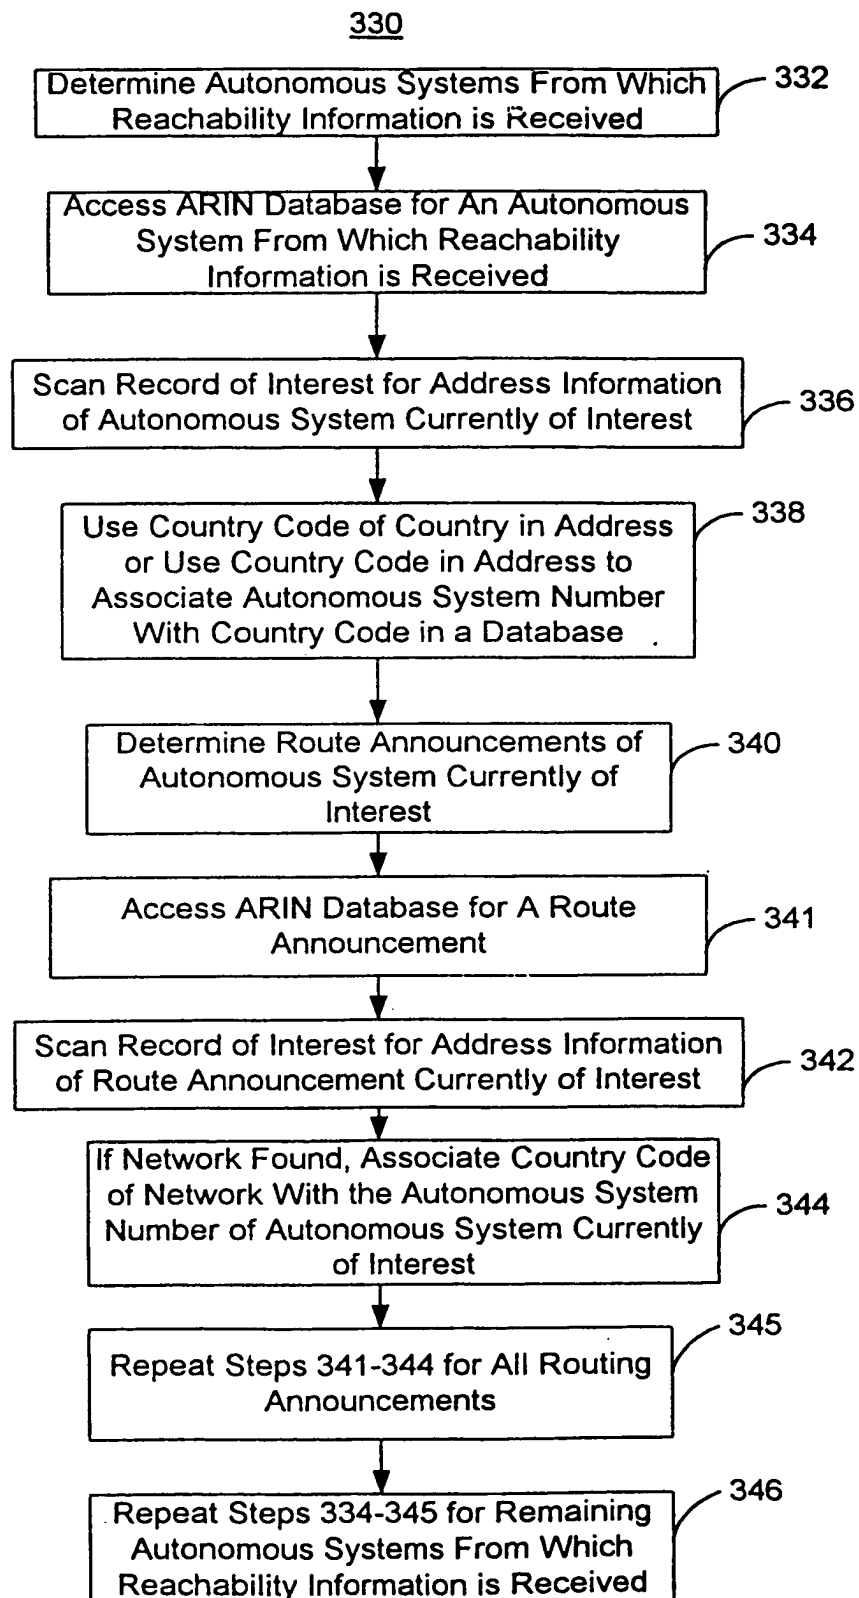 330
Determine Autonomous Systems From Which
Reachability Information is Received
332
Access ARIN Database for An Autonomous
System From Which Reachability
Information is Received
334
Scan Record of Interest for Address Information
of Autonomous System Currently of Interest
336
Use Country Code of Country in Address
or Use Country Code in Address to
Associate Autonomous System Number
With Country Code in a Database
338
Determine Route Announcements of
Autonomous System Currently of
Interest
340
Access ARIN Database for A Route
Announcement
341
Scan Record of Interest for Address Information
of Route Announcement Currently of Interest
342
If Network Found, Associate Country Code
of Network With the Autonomous System
Number of Autonomous System Currently
of Interest
344
Repeat Steps 341-344 for All Routing
Announcements
345
Repeat Steps 334-345 for Remaining
Autonomous Systems From Which
Reachability Information is Received
346